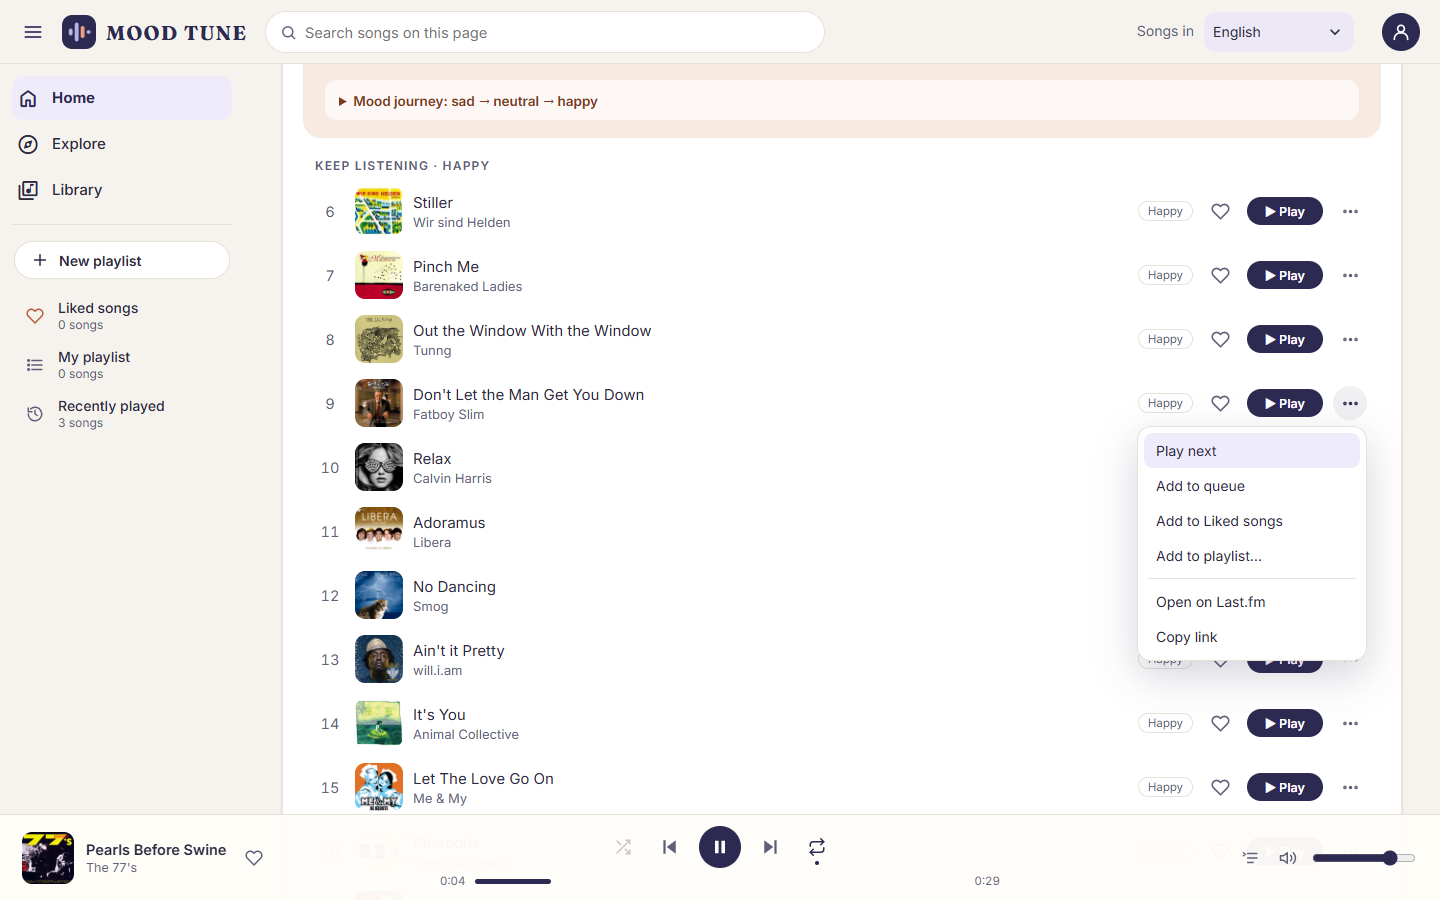 MOOD TUNE
Search songs on this page
Songs in
English
Home
Explore
Library
New playlist
Liked songs
0 songs
My playlist
0 songs
Recently played
3 songs
Mood journey: sad → neutral → happy
KEEP LISTENING · HAPPY
6
Stiller
Wir sind Helden
Happy
Play
7
Pinch Me
Barenaked Ladies
Happy
Play
8
Out the Window With the Window
Tunng
Happy
Play
9
Don't Let the Man Get You Down
Fatboy Slim
Happy
Play
Play next
Add to queue
Add to Liked songs
Add to playlist...
Open on Last.fm
Copy link
10
Relax
Calvin Harris
11
Adoramus
Libera
LIBERA
12
No Dancing
Smog
13
Ain't it Pretty
will.i.am
Happy
Play
14
It's You
Animal Collective
Happy
Play
15
Let The Love Go On
Me & My
Happy
Play
16
Pharaohs
Pearls Before Swine
The 77's
0:04
0:29